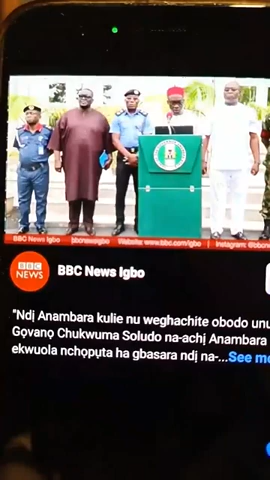 BBC News Igbo
bbcnewsigbo
Website: www.bbc.com/igbo
Instagram: @bbcne
BBC
NEWS
BBC News Igbo
"Ndị Anambara kulie nu weghachite obodo unu
Gọvanọ Chukwuma Soludo na-achị Anambara
ekwuola nchọpụta ha gbasara ndị na-...See mo